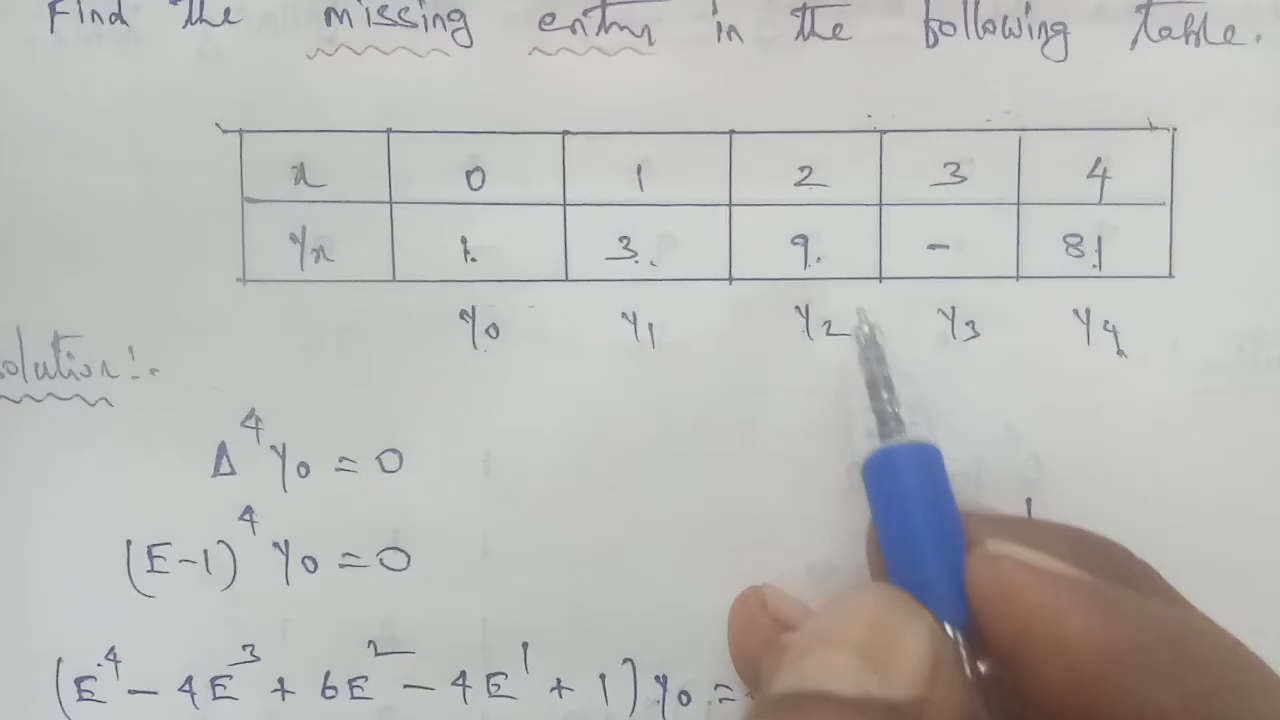 Find the missing entry in the following table.
x 0 1 2 3 4
Yx 1. 3. 9. - 81
Y0 Y1 Y2 Y3 Y4
olution:-
Δ⁴ Y0 = 0
(E-1)⁴ Y0 = 0
(E⁴ - 4E³ + 6E² - 4E¹ + 1) Y0 =